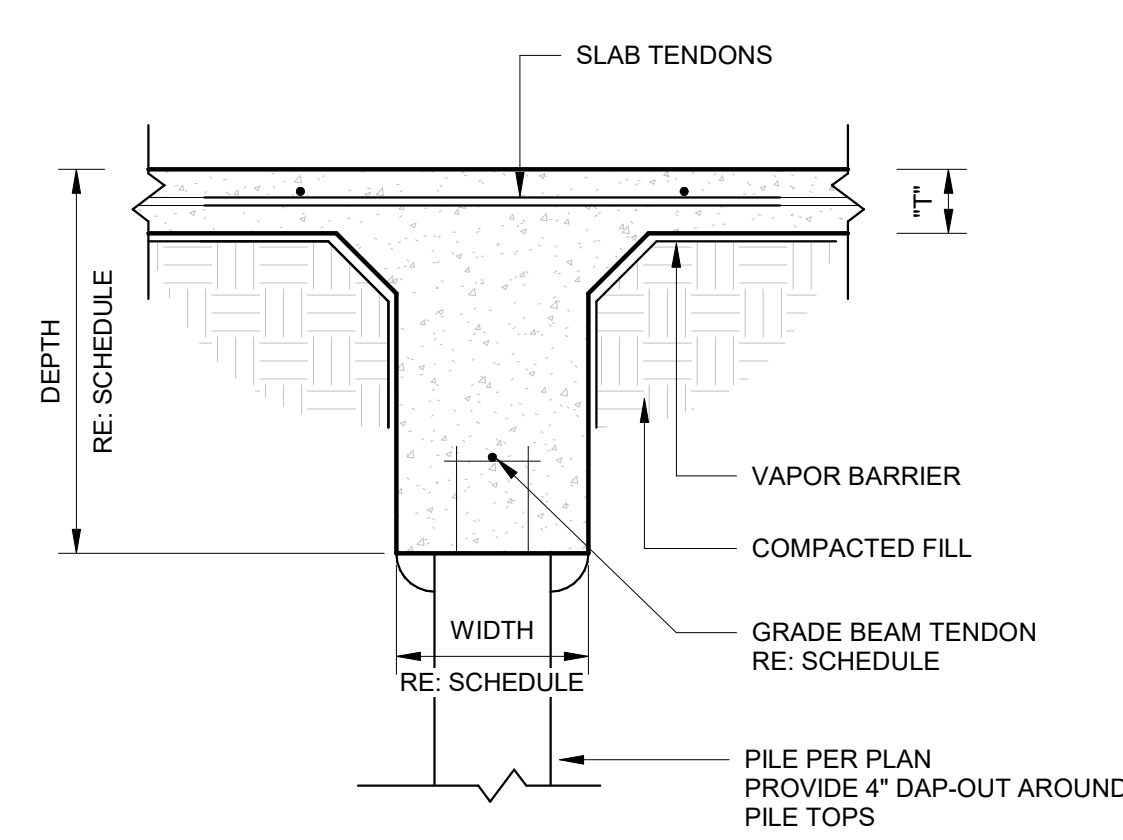 SLAB TENDONS
"T"
DEPTH
RE: SCHEDULE
VAPOR BARRIER
COMPACTED FILL
GRADE BEAM TENDON
RE: SCHEDULE
WIDTH
RE: SCHEDULE
PILE PER PLAN
PROVIDE 4" DAP-OUT AROUND
PILE TOPS